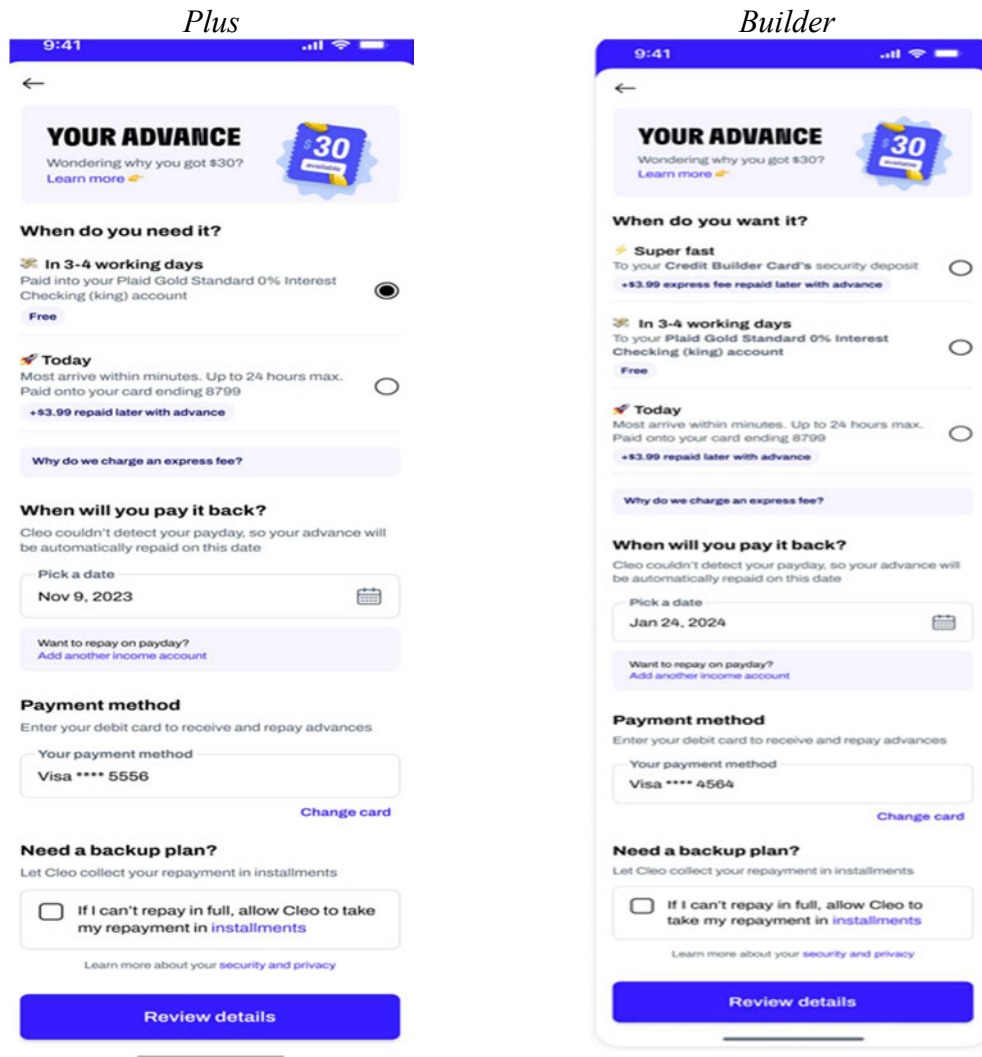 Plus
9:41
YOUR ADVANCE
Wondering why you got $30?
Learn more
$30
available
When do you need it?
In 3-4 working days
Paid into your Plaid Gold Standard 0% Interest
Checking (king) account
Free
Today
Most arrive within minutes. Up to 24 hours max.
Paid onto your card ending 8799
+$3.99 repaid later with advance
Why do we charge an express fee?
When will you pay it back?
Cleo couldn't detect your payday, so your advance will
be automatically repaid on this date
Pick a date
Nov 9, 2023
Want to repay on payday?
Add another income account
Payment method
Enter your debit card to receive and repay advances
Your payment method
Visa **** 5556
Change card
Need a backup plan?
Let Cleo collect your repayment in installments
If I can't repay in full, allow Cleo to take
my repayment in installments
Learn more about your security and privacy
Review details
Builder
9:41
YOUR ADVANCE
Wondering why you got $30?
Learn more
$30
available
When do you want it?
Super fast
To your Credit Builder Card's security deposit
+$3.99 express fee repaid later with advance
In 3-4 working days
To your Plaid Gold Standard 0% Interest
Checking (king) account
Free
Today
Most arrive within minutes. Up to 24 hours max.
Paid onto your card ending 8799
+$3.99 repaid later with advance
Why do we charge an express fee?
When will you pay it back?
Cleo couldn't detect your payday, so your advance will
be automatically repaid on this date
Pick a date
Jan 24, 2024
Want to repay on payday?
Add another income account
Payment method
Enter your debit card to receive and repay advances
Your payment method
Visa **** 4564
Change card
Need a backup plan?
Let Cleo collect your repayment in installments
If I can't repay in full, allow Cleo to
take my repayment in installments
Learn more about your security and privacy
Review details